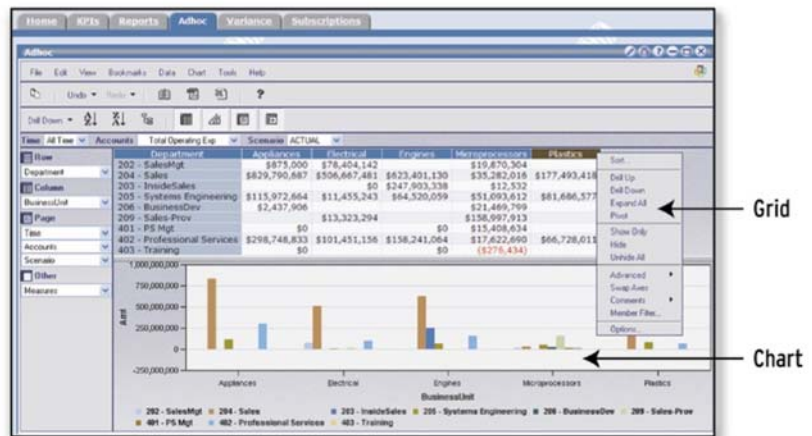 Home KPIs Reports Adhoc Variance Subscriptions
Adhoc
File Edit View Bookmarks Data Chart Tools Help
Undo Redo ?
Drill Down
Time All Time Accounts Total Operating Exp Scenario ACTUAL
Row
Department
Column
BusinessUnit
Page
Time
Accounts
Scenario
Other
Measures
Department Appliances Electrical Engines Microprocessors Plastics
202 - SalesMgt $875,000 $78,404,142 $19,870,304
204 - Sales $829,790,687 $506,667,481 $623,401,130 $35,282,016 $177,493,418
203 - InsideSales $0 $247,903,338 $12,532
205 - Systems Engineering $115,972,664 $11,455,243 $64,520,059 $51,093,612 $81,686,577
206 - BusinessDev $2,437,906 $21,469,799
209 - Sales-Prov $13,323,294 $158,997,913
401 - PS Mgt $0 $0 $15,408,634
402 - Professional Services $298,748,833 $101,451,156 $158,241,064 $17,622,690 $66,728,011
403 - Training $0 $0 ($276,434)
Sort...
Drill Up
Drill Down
Expand All
Pivot
Show Only
Hide
Unhide All
Advanced
Swap Axes
Comments
Member Filter...
Options...
Grid
Chart
1,000,000,000
750,000,000
500,000,000
250,000,000
0
-250,000,000
Amt
Appliances Electrical Engines Microprocessors Plastics
BusinessUnit
202 - SalesMgt 204 - Sales 203 - InsideSales 205 - Systems Engineering 206 - BusinessDev 209 - Sales-Prov
401 - PS Mgt 402 - Professional Services 403 - Training